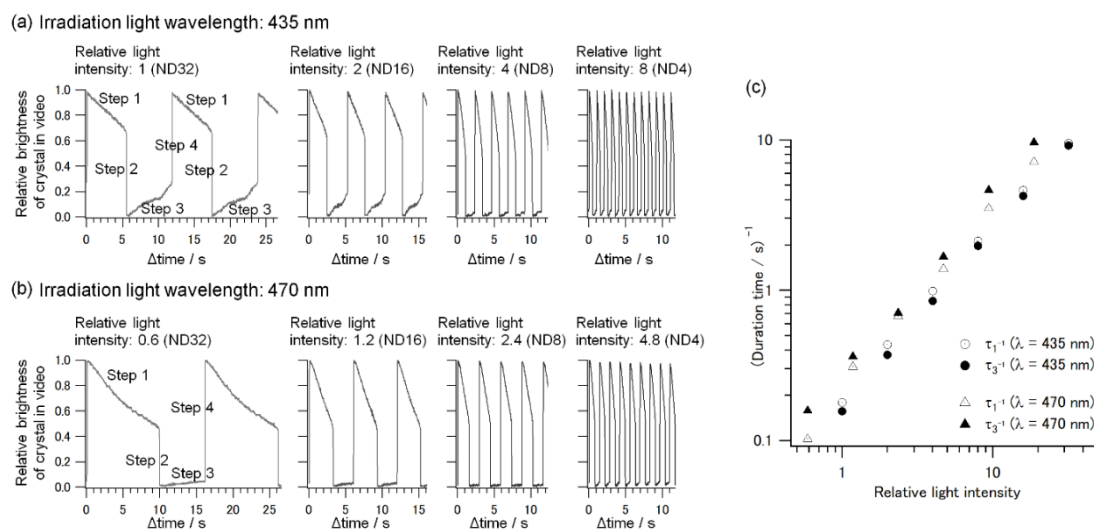 (a) Irradiation light wavelength: 435 nm
Relative light
intensity: 1 (ND32)
Relative light
intensity: 2 (ND16)
Relative light
intensity: 4 (ND8)
Relative light
intensity: 8 (ND4)
Relative brightness
of crystal in video
1.0
0.8
0.6
0.4
0.2
0.0
Step 1
Step 1
Step 4
Step 2
Step 2
Step 3
Step 3
0 5 10 15 20 25
0 5 10 15
0 5 10
0 5 10
Δtime / s
Δtime / s
Δtime / s
Δtime / s
(b) Irradiation light wavelength: 470 nm
Relative light
intensity: 0.6 (ND32)
Relative light
intensity: 1.2 (ND16)
Relative light
intensity: 2.4 (ND8)
Relative light
intensity: 4.8 (ND4)
Relative brightness
of crystal in video
1.0
0.8
0.6
0.4
0.2
0.0
Step 1
Step 4
Step 2
Step 3
0 5 10 15 20 25
0 5 10 15
0 5 10
0 5 10
Δtime / s
Δtime / s
Δtime / s
Δtime / s
(c)
(Duration time / s)⁻¹
10
1
0.1
τ₁⁻¹ (λ = 435 nm)
τ₃⁻¹ (λ = 435 nm)
τ₁⁻¹ (λ = 470 nm)
τ₃⁻¹ (λ = 470 nm)
1 10
Relative light intensity